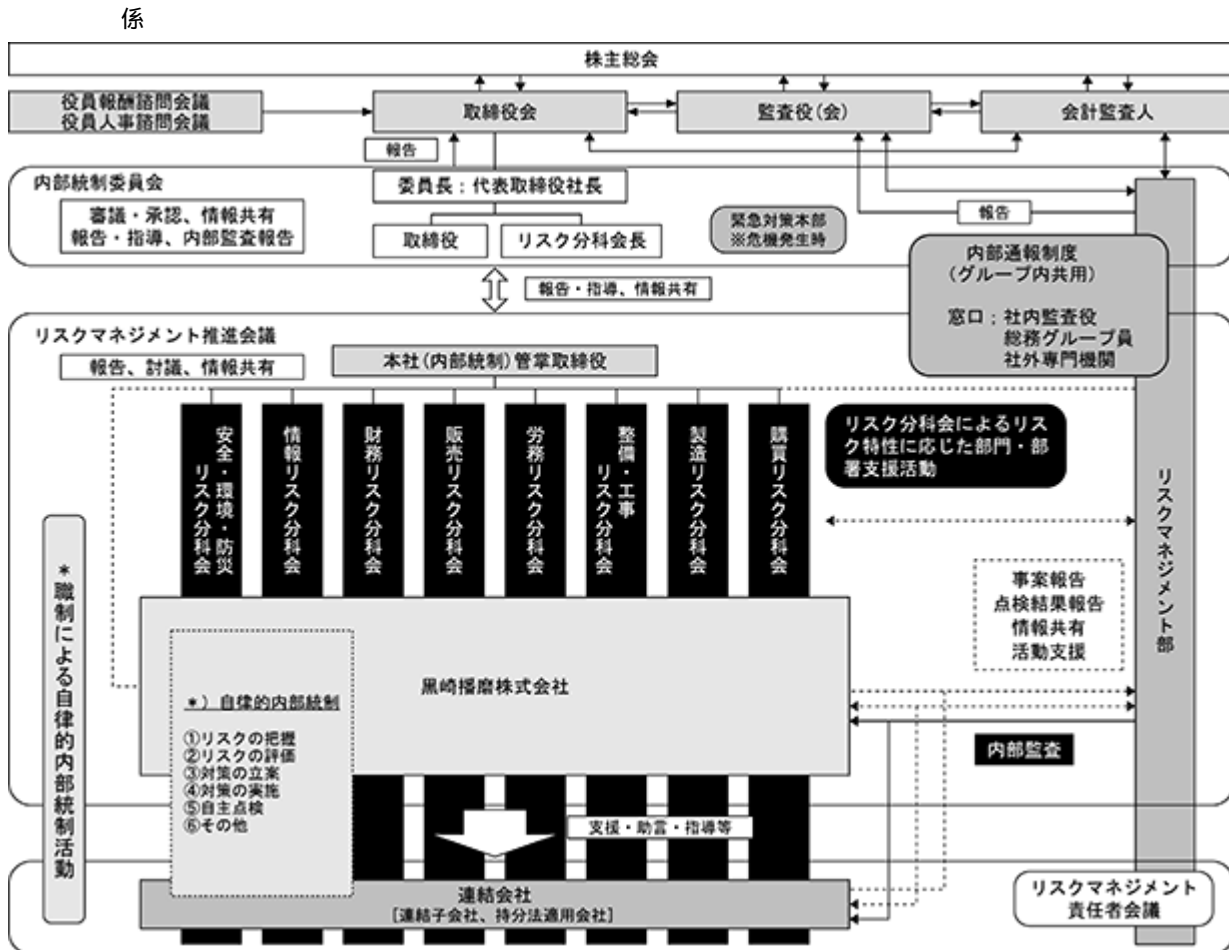 係
株主総会
役員報酬諮問会議
役員人事諮問会議
取締役会
監査役(会)
会計監査人
報告
内部統制委員会
委員長：代表取締役社長
審議・承認、情報共有
報告・指導、内部監査報告
取締役
リスク分科会長
緊急対策本部
※危機発生時
報告
内部通報制度
（グループ内共用）
窓口；社内監査役
総務グループ員
社外専門機関
報告・指導、情報共有
リスクマネジメント推進会議
報告、討議、情報共有
本社(内部統制)管掌取締役
安全・環境・防災
リスク分科会
情報リスク分科会
財務リスク分科会
販売リスク分科会
労務リスク分科会
整備・工事
リスク分科会
製造リスク分科会
購買リスク分科会
リスク分科会によるリス
ク特性に応じた部門・部
署支援活動
リスクマネジメント部
事案報告
点検結果報告
情報共有
活動支援
＊職制による自律的内部統制活動
黒崎播磨株式会社
＊）自律的内部統制
①リスクの把握
②リスクの評価
③対策の立案
④対策の実施
⑤自主点検
⑥その他
内部監査
支援・助言・指導等
連結会社
[連結子会社、持分法適用会社]
リスクマネジメント
責任者会議